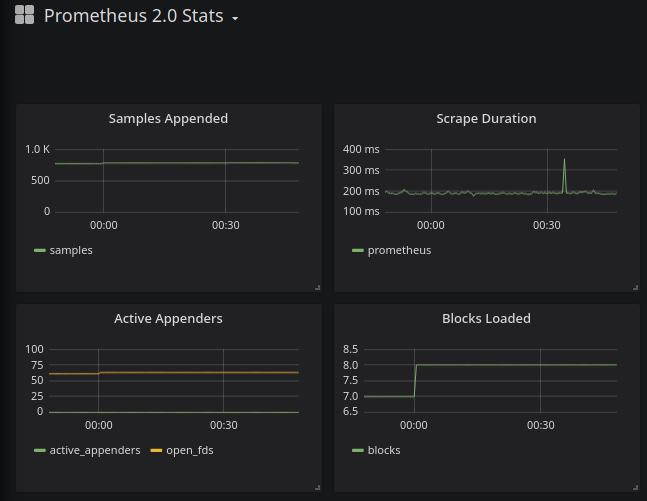 Prometheus 2.0 Stats
Samples Appended
1.0 K
500
0
00:00 00:30
samples
Scrape Duration
400 ms
300 ms
200 ms
100 ms
00:00 00:30
prometheus
Active Appenders
100
75
50
25
0
00:00 00:30
active_appenders open_fds
Blocks Loaded
8.5
8.0
7.5
7.0
6.5
00:00 00:30
blocks